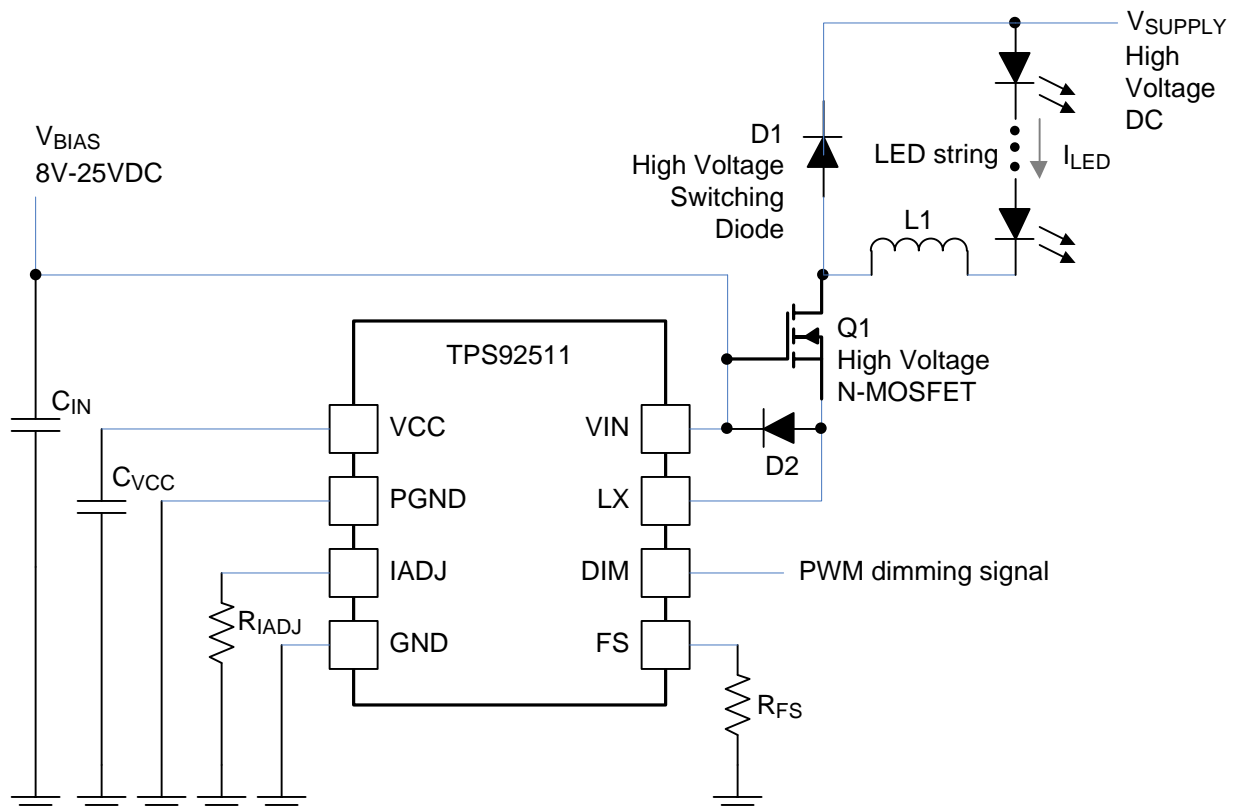 VSUPPLY
High
Voltage
DC
D1
High Voltage
Switching
Diode
LED string
ILED
VBIAS
8V-25VDC
L1
Q1
High Voltage
N-MOSFET
TPS92511
CIN
VCC
VIN
D2
CVCC
PGND
LX
IADJ
DIM
PWM dimming signal
RIADJ
GND
FS
RFS